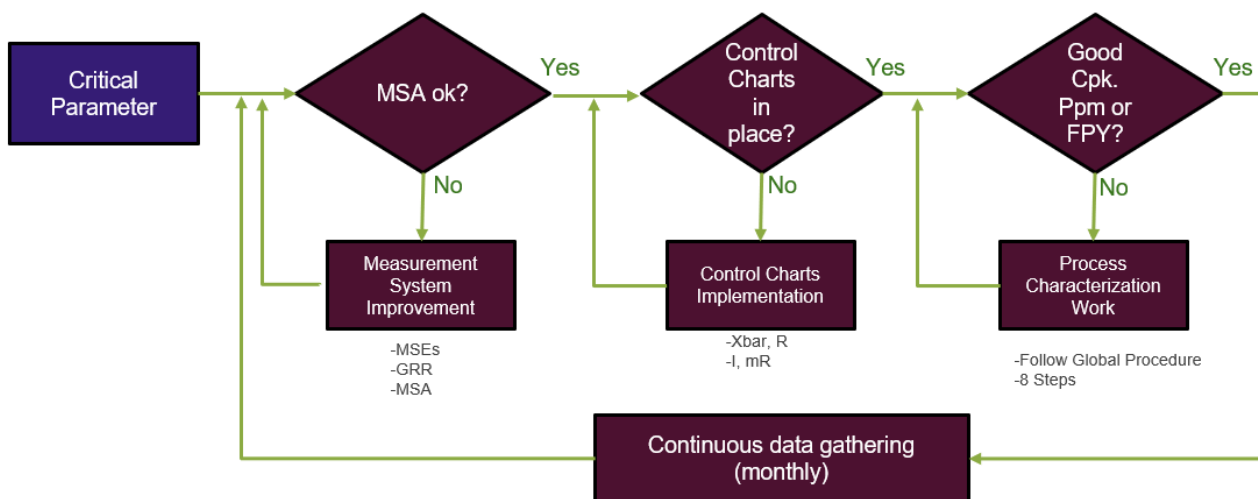 Critical
Parameter
MSA ok?
Yes
No
Measurement
System
Improvement
-MSEs
-GRR
-MSA
Control
Charts
in
place?
Yes
No
Control Charts
Implementation
-Xbar, R
-I, mR
Good
Cpk.
Ppm or
FPY?
Yes
No
Process
Characterization
Work
-Follow Global Procedure
-8 Steps
Continuous data gathering
(monthly)